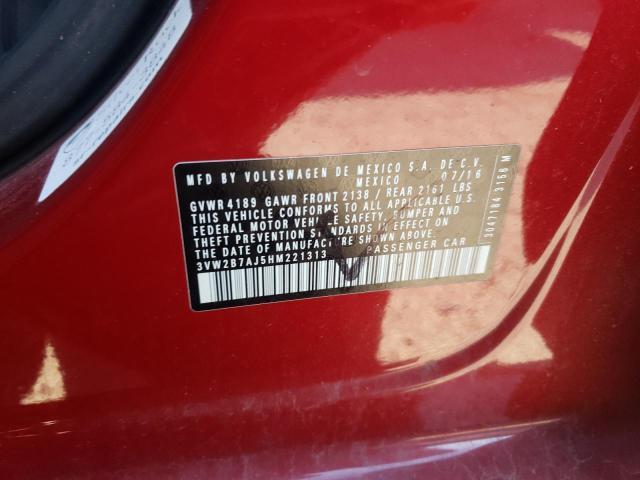 MFD BY VOLKSWAGEN DE MEXICO S.A. DE C.V.
MEXICO 07/16
GVWR 4189 GAWR FRONT 2138 / REAR 2161 LBS
THIS VEHICLE CONFORMS TO ALL APPLICABLE U.S.
FEDERAL MOTOR VEHICLE SAFETY, BUMPER AND
THEFT PREVENTION STANDARDS IN EFFECT ON
THE DATE OF MANUFACTURE SHOWN ABOVE
3VW2B7AJ5HM221313 PASSENGER CAR